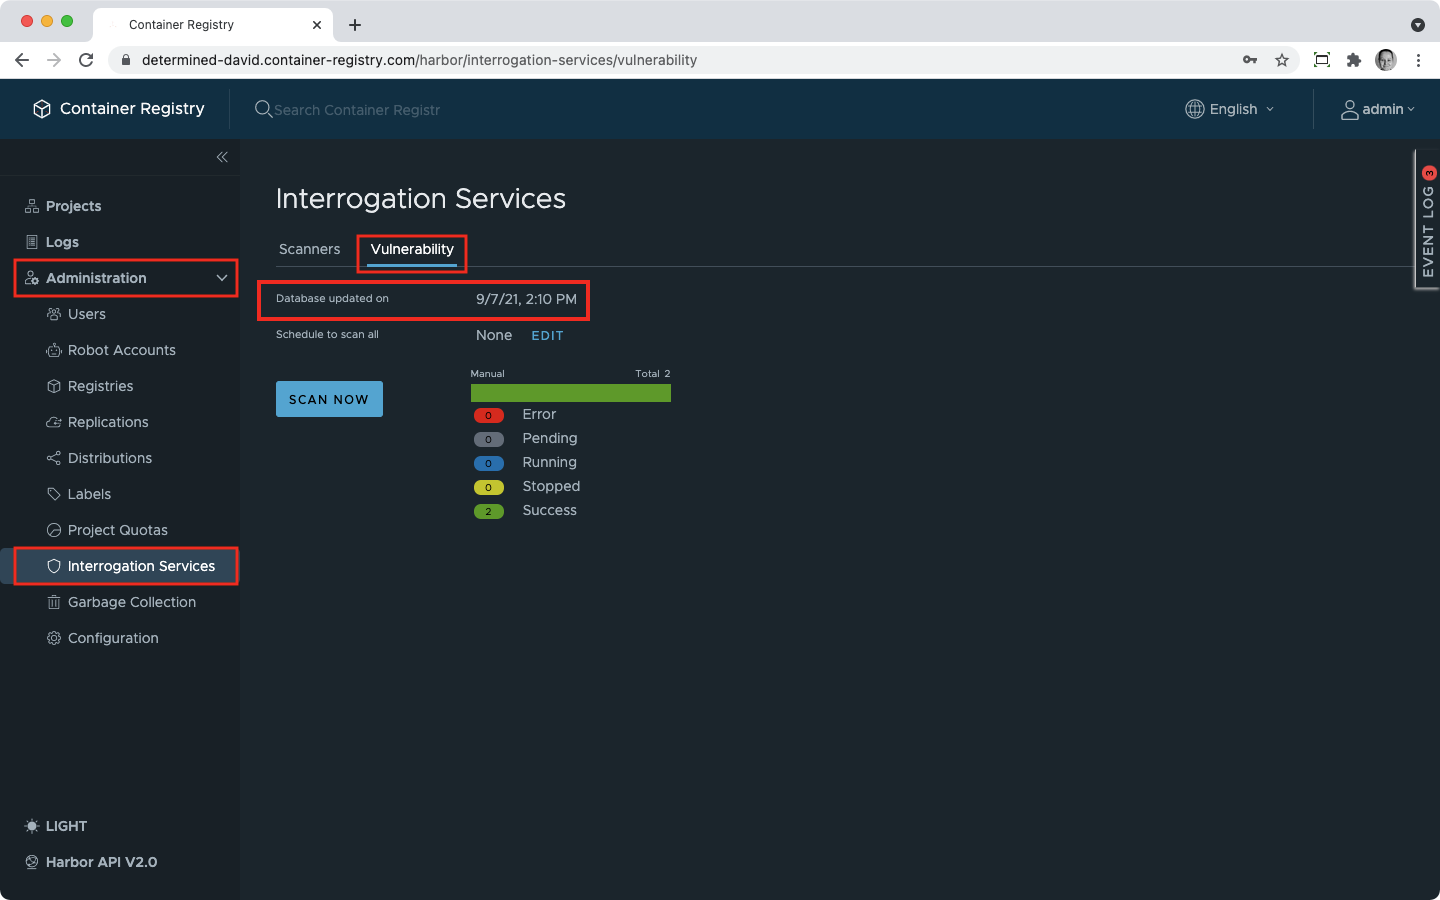 Container Registry
determined-david.container-registry.com/harbor/interrogation-services/vulnerability
Container Registry
Search Container Registr
English
admin
Projects
Logs
Administration
Users
Robot Accounts
Registries
Replications
Distributions
Labels
Project Quotas
Interrogation Services
Garbage Collection
Configuration
LIGHT
Harbor API V2.0
Interrogation Services
Scanners
Vulnerability
Database updated on 9/7/21, 2:10 PM
Schedule to scan all None EDIT
SCAN NOW
Manual Total 2
0 Error
0 Pending
0 Running
0 Stopped
2 Success
EVENT LOG 3